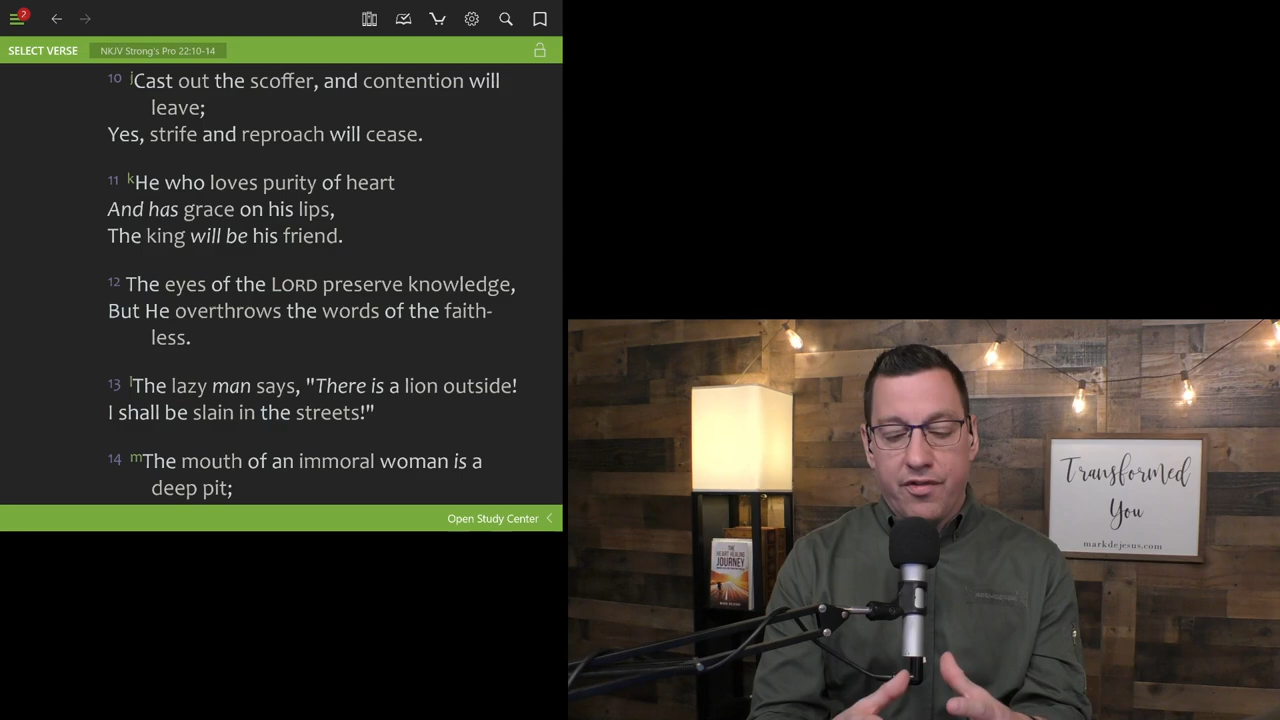 7
SELECT VERSE NKJV Strong's Pro 22:10-14
10 jCast out the scoffer, and contention will
leave;
Yes, strife and reproach will cease.
11 kHe who loves purity of heart
And has grace on his lips,
The king will be his friend.
12 The eyes of the LORD preserve knowledge,
But He overthrows the words of the faith-
less.
13 lThe lazy man says, "There is a lion outside!
I shall be slain in the streets!"
14 mThe mouth of an immoral woman is a
deep pit;
Open Study Center
Transformed
You
markdejesus.com
THE
HEART HEALING
JOURNEY